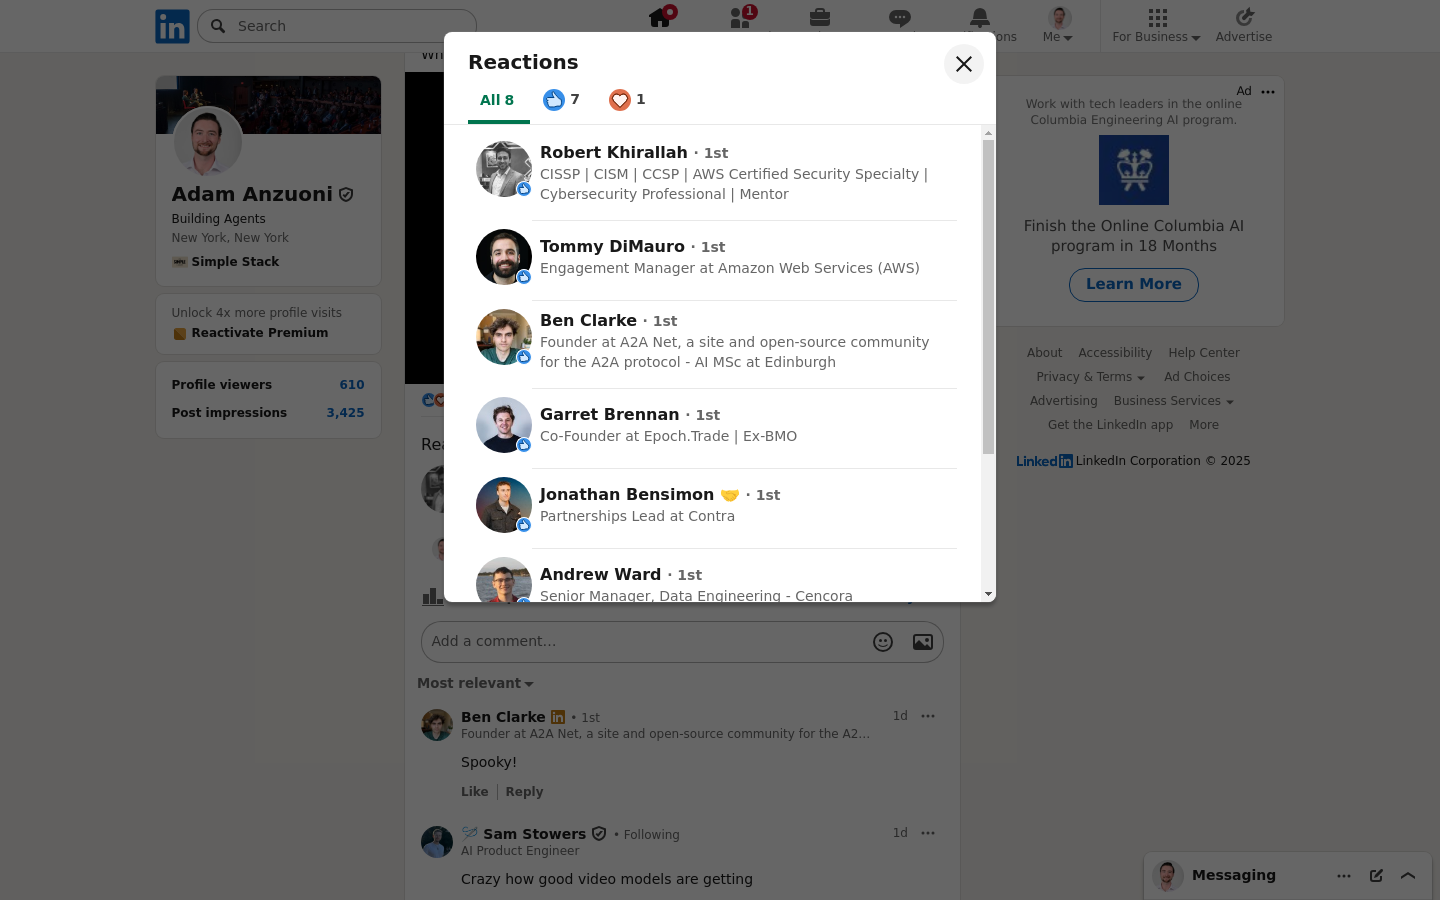 in
Search
1
Me
For Business
Advertise
Reactions
All 8
7
1
Robert Khirallah · 1st
CISSP | CISM | CCSP | AWS Certified Security Specialty |
Cybersecurity Professional | Mentor
Tommy DiMauro · 1st
Engagement Manager at Amazon Web Services (AWS)
Ben Clarke · 1st
Founder at A2A Net, a site and open-source community
for the A2A protocol - AI MSc at Edinburgh
Garret Brennan · 1st
Co-Founder at Epoch.Trade | Ex-BMO
Jonathan Bensimon 🤝 · 1st
Partnerships Lead at Contra
Andrew Ward · 1st
Senior Manager, Data Engineering - Cencora
Adam Anzuoni
Building Agents
New York, New York
Simple Stack
Unlock 4x more profile visits
Reactivate Premium
Profile viewers 610
Post impressions 3,425
Add a comment...
Most relevant
Ben Clarke in • 1st
1d
Founder at A2A Net, a site and open-source community for the A2...
Spooky!
Like | Reply
Sam Stowers • Following
1d
AI Product Engineer
Crazy how good video models are getting
Ad
Work with tech leaders in the online
Columbia Engineering AI program.
Finish the Online Columbia AI
program in 18 Months
Learn More
About Accessibility Help Center
Privacy & Terms Ad Choices
Advertising Business Services
Get the LinkedIn app More
LinkedIn LinkedIn Corporation © 2025
Messaging